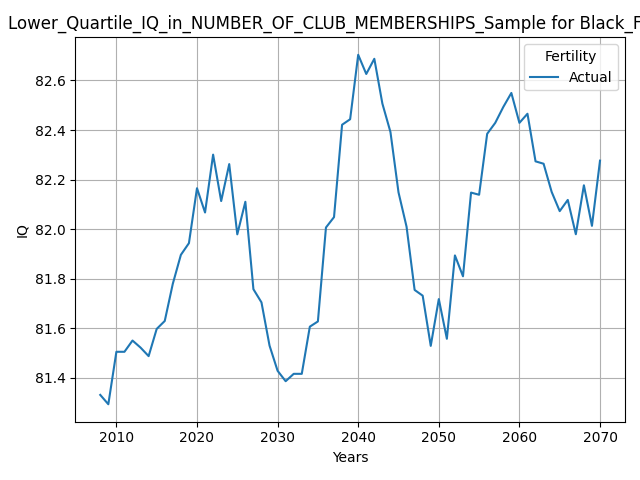 Lower_Quartile_IQ_in_NUMBER_OF_CLUB_MEMBERSHIPS_Sample for Black_F
Fertility
Actual
IQ
82.6
82.4
82.2
82.0
81.8
81.6
81.4
2010 2020 2030 2040 2050 2060 2070
Years